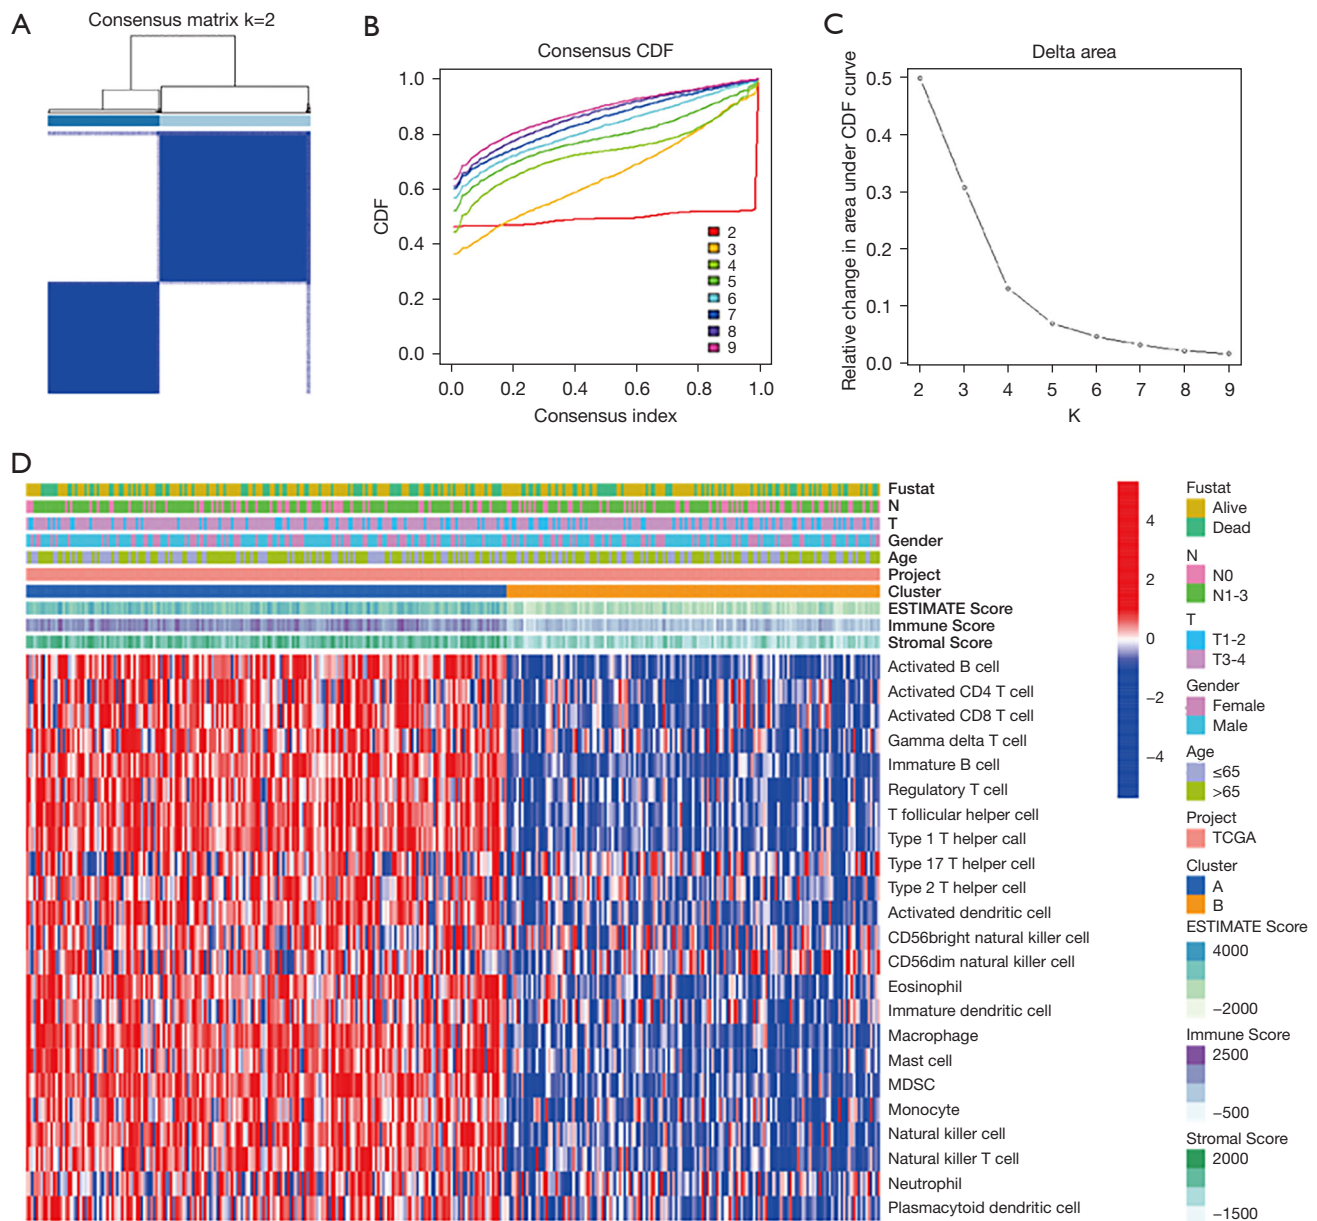 A
Consensus matrix k=2
B
Consensus CDF
CDF
1.0
0.8
0.6
0.4
0.2
0.0
0.0 0.2 0.4 0.6 0.8 1.0
Consensus index
2
3
4
5
6
7
8
9
C
Delta area
Relative change in area under CDF curve
0.5
0.4
0.3
0.2
0.1
0.0
2 3 4 5 6 7 8 9
K
D
Fustat
N
T
Gender
Age
Project
Cluster
ESTIMATE Score
Immune Score
Stromal Score
Activated B cell
Activated CD4 T cell
Activated CD8 T cell
Gamma delta T cell
Immature B cell
Regulatory T cell
T follicular helper cell
Type 1 T helper call
Type 17 T helper cell
Type 2 T helper cell
Activated dendritic cell
CD56bright natural killer cell
CD56dim natural killer cell
Eosinophil
Immature dendritic cell
Macrophage
Mast cell
MDSC
Monocyte
Natural killer cell
Natural killer T cell
Neutrophil
Plasmacytoid dendritic cell
4
2
0
−2
−4
Fustat
Alive
Dead
N
N0
N1-3
T
T1-2
T3-4
Gender
Female
Male
Age
≤65
>65
Project
TCGA
Cluster
A
B
ESTIMATE Score
4000
−2000
Immune Score
2500
−500
Stromal Score
2000
−1500